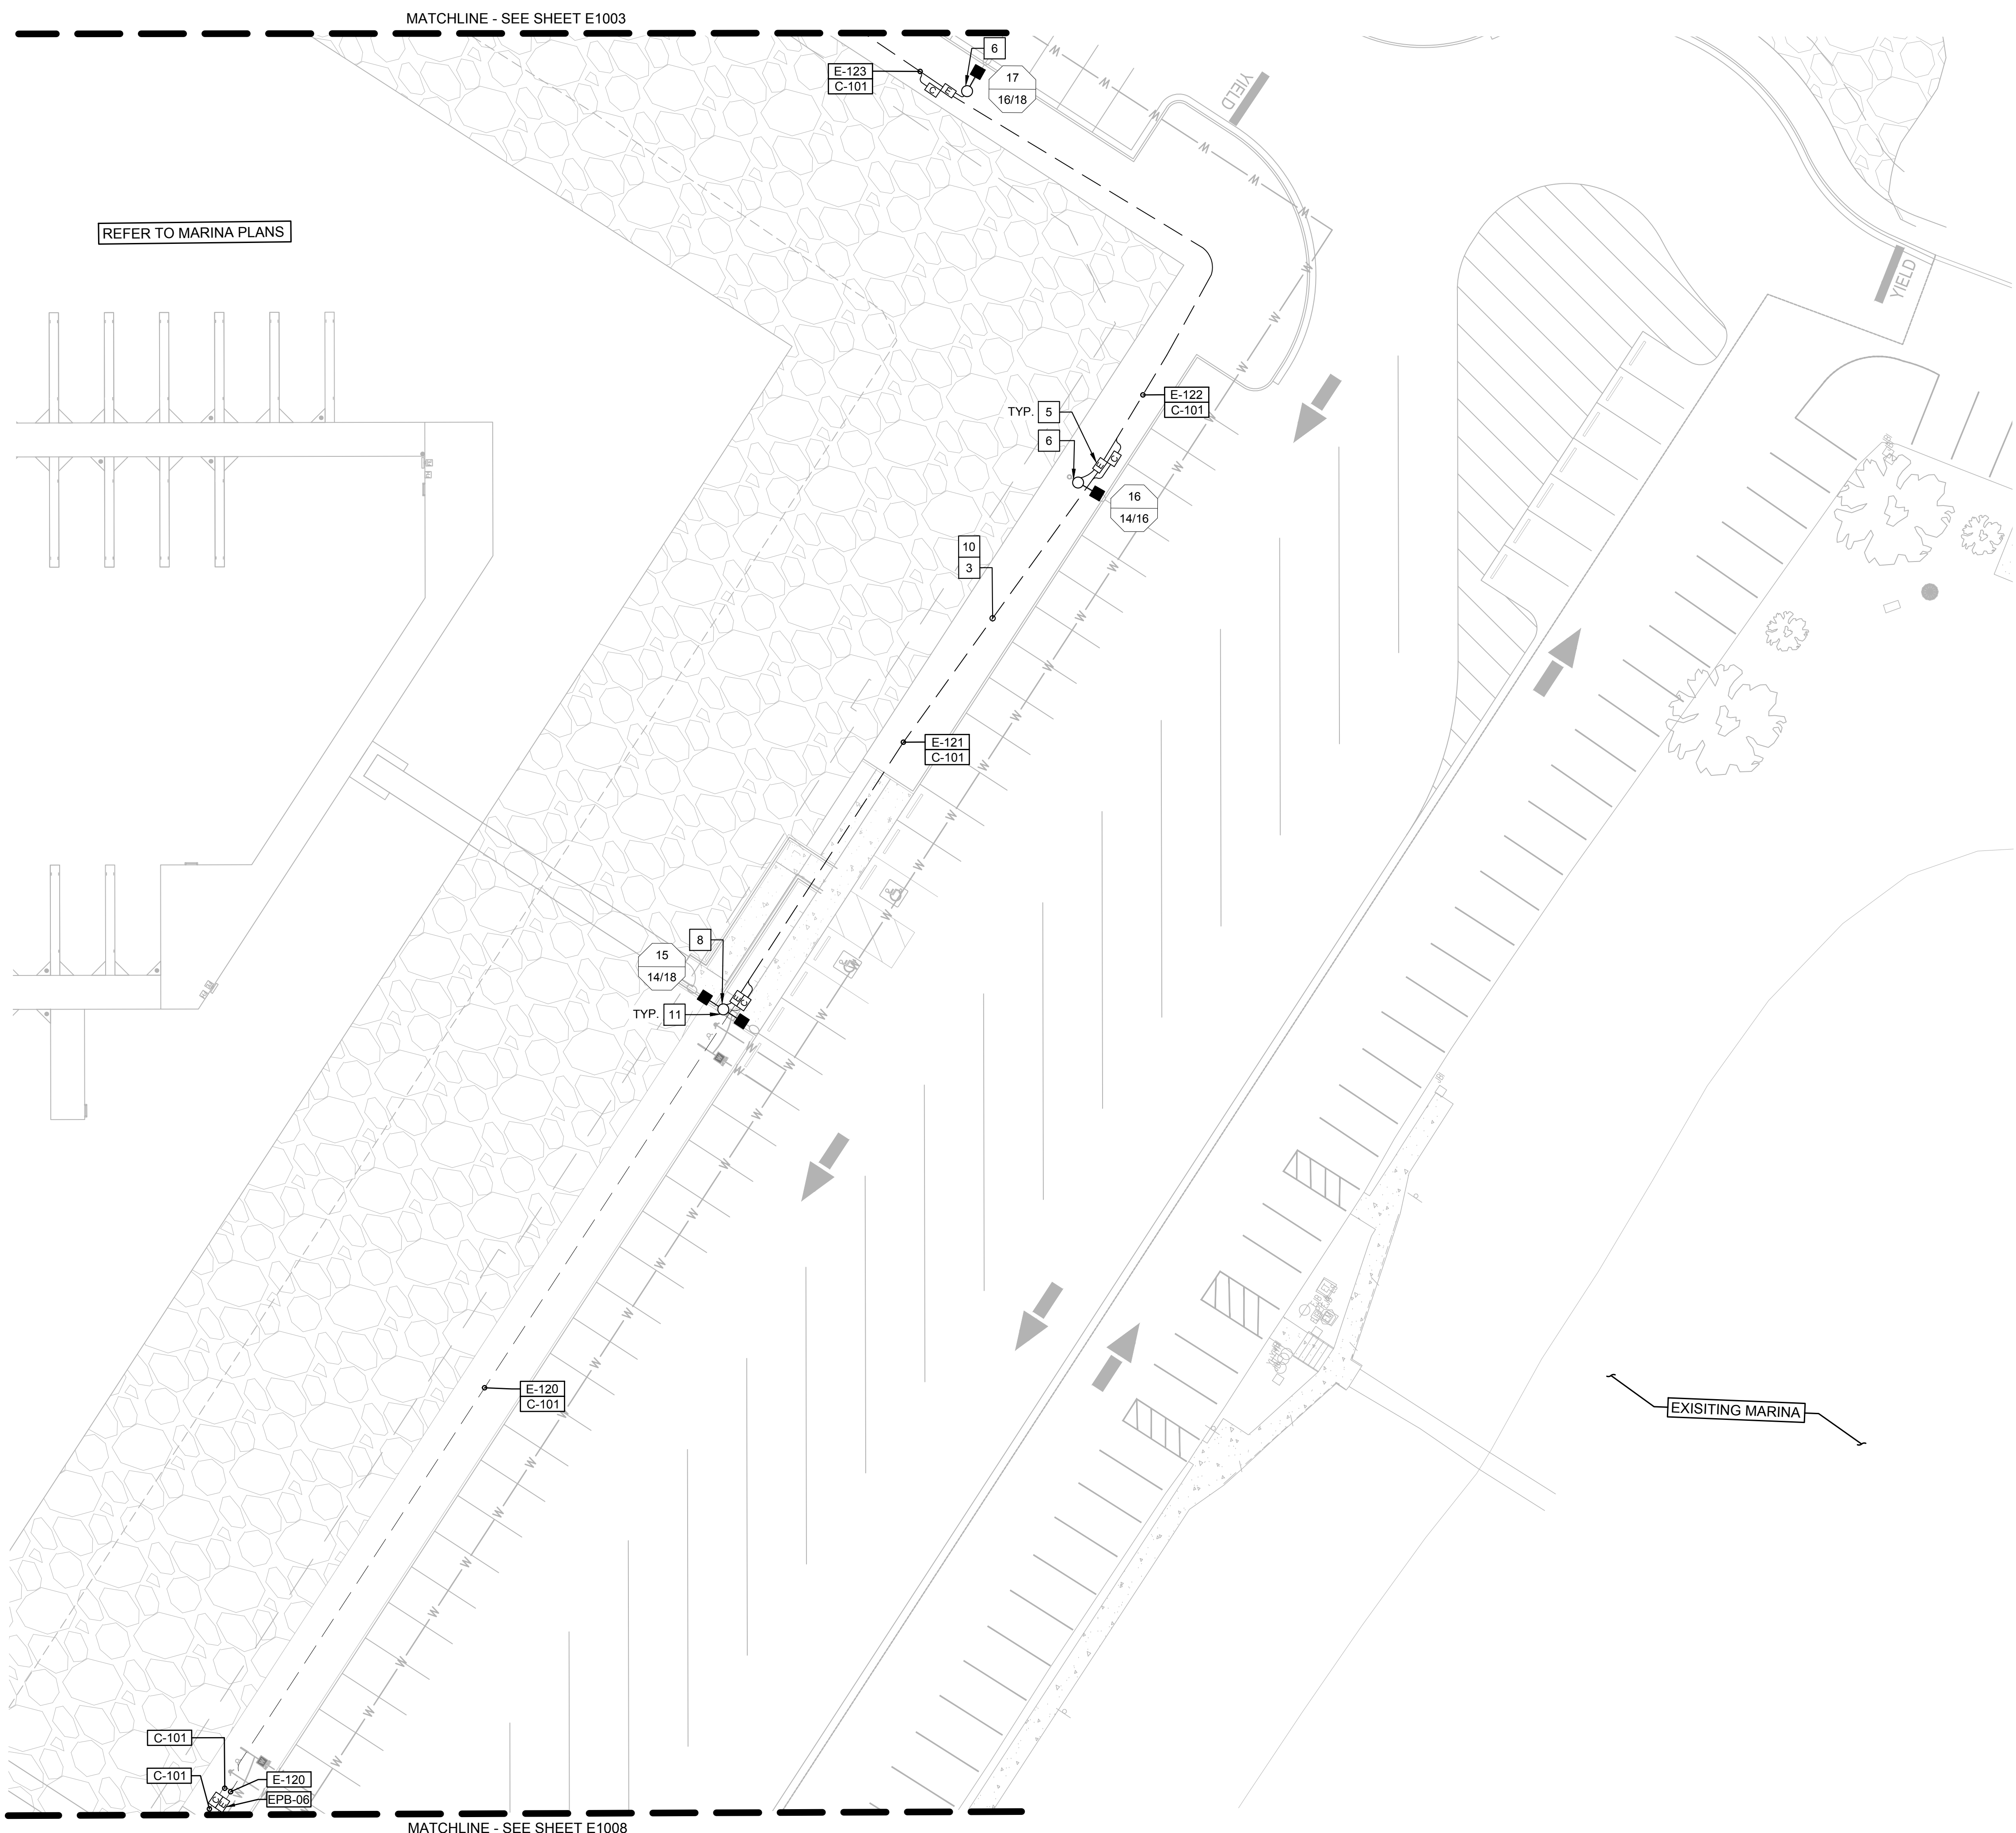 MATCHLINE - SEE SHEET E1003
6
E-123
C-101
17
16/18
C
E
W
W
W
YIELD
W
W
W
W
REFER TO MARINA PLANS
YIELD
W
W
W
E-122
C-101
TYP. 5
6
W
E
C
W
16
14/16
10
3
W
W
W
E-121
C-101
W
W
W
W
8
15
14/18
W
E
C
TYP. 11
W
W
W
W
W
W
W
W
W
W
E-120
C-101
EXISITING MARINA
W
W
W
W
W
W
W
C-101
C-101
E-120
EPB-06
C
E
W
MATCHLINE - SEE SHEET E1008